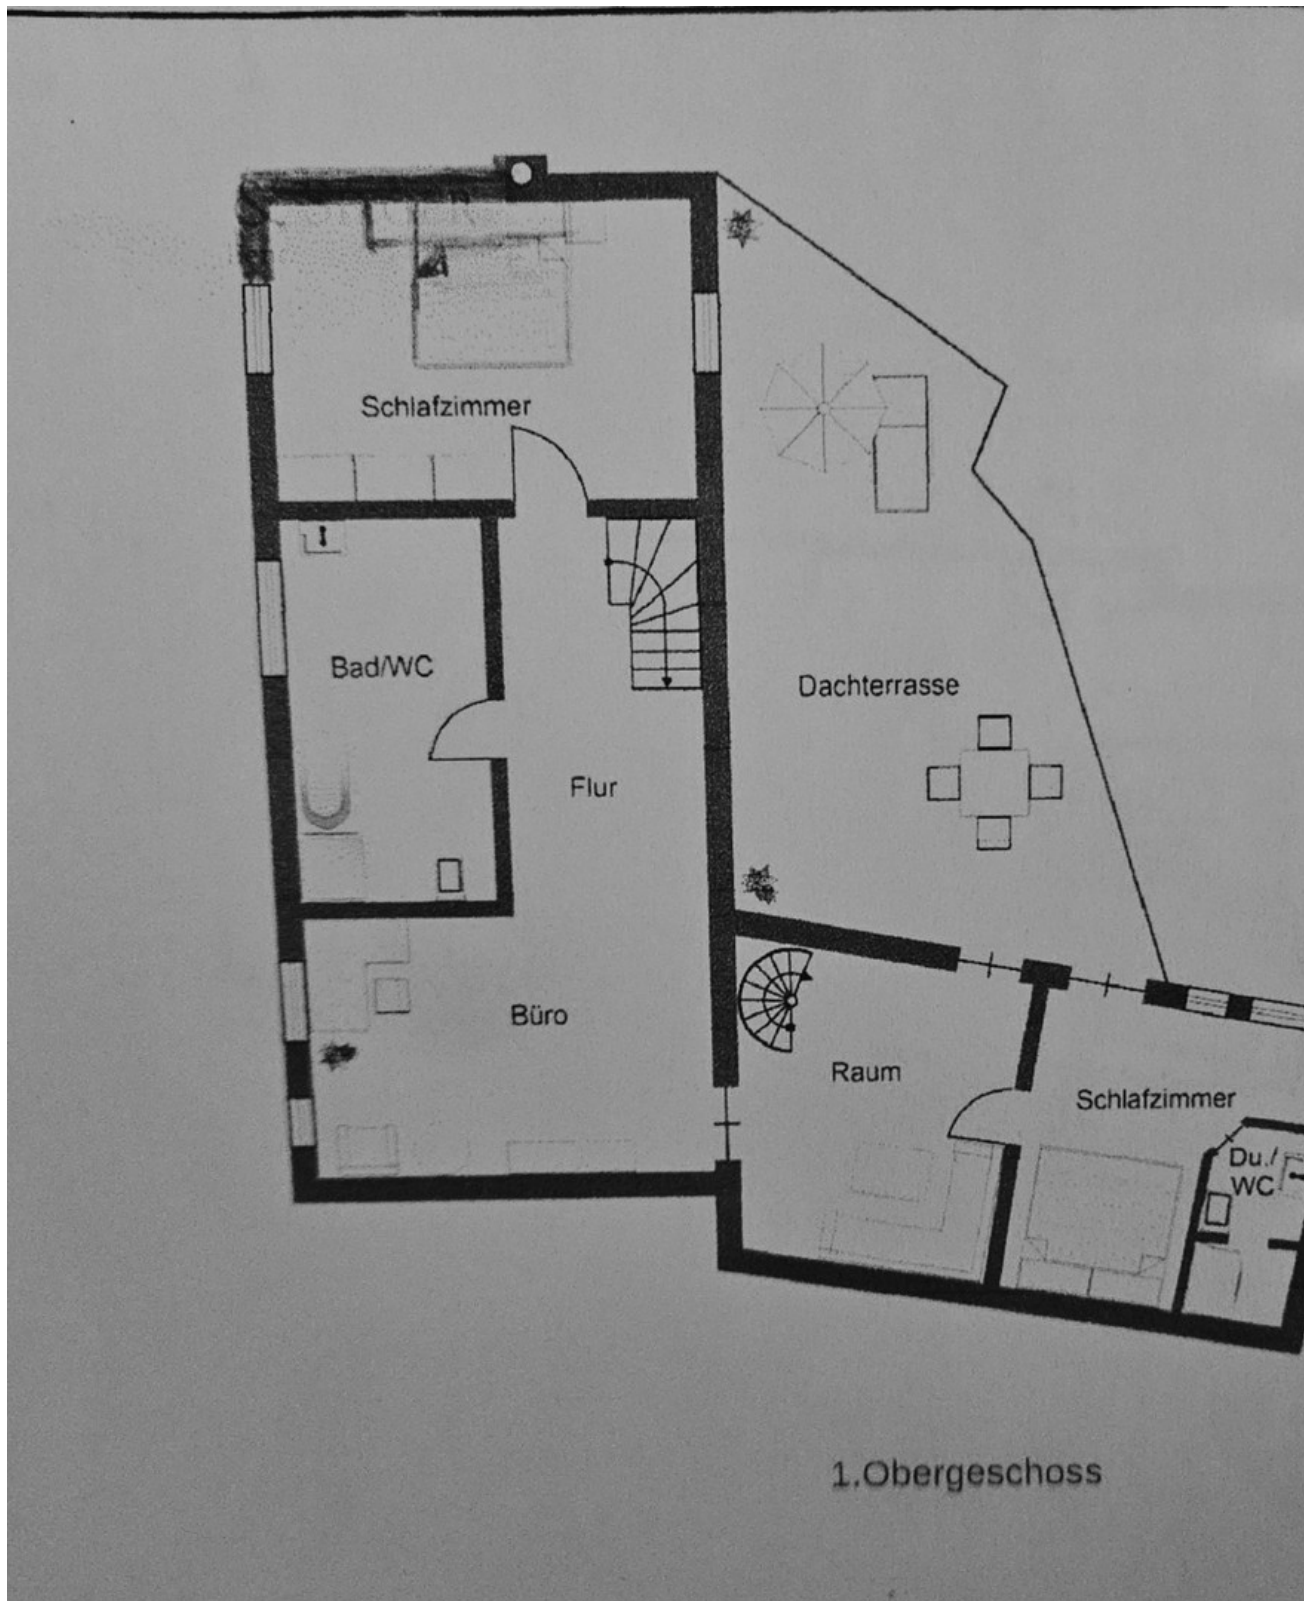 Schlafzimmer
Bad/WC
Dachterrasse
Flur
Büro
Raum
Schlafzimmer
Du./
WC
1.Obergeschoss